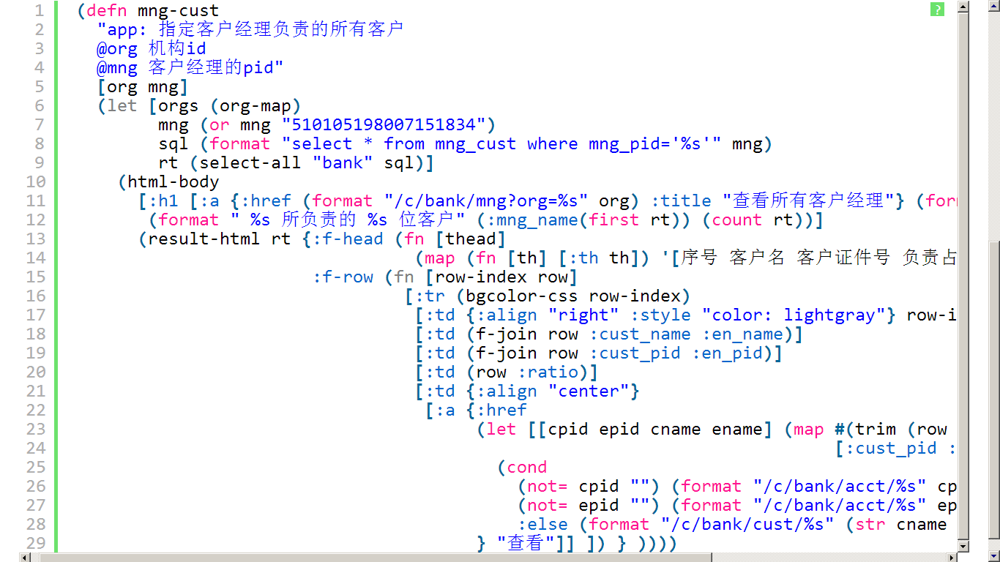 ?
1 (defn mng-cust
2 "app: 指定客户经理负责的所有客户
3 @org 机构id
4 @mng 客户经理的pid"
5 [org mng]
6 (let [orgs (org-map)
7 mng (or mng "510105198007151834")
8 sql (format "select * from mng_cust where mng_pid='%s'" mng)
9 rt (select-all "bank" sql)]
10 (html-body
11 [:h1 [:a {:href (format "/c/bank/mng?org=%s" org) :title "查看所有客户经理"} (for
12 (format " %s 所负责的 %s 位客户" (:mng_name(first rt)) (count rt))]
13 (result-html rt {:f-head (fn [thead]
14 (map (fn [th] [:th th]) '[序号 客户名 客户证件号 负责占
15 :f-row (fn [row-index row]
16 [:tr (bgcolor-css row-index)
17 [:td {:align "right" :style "color: lightgray"} row-i
18 [:td (f-join row :cust_name :en_name)]
19 [:td (f-join row :cust_pid :en_pid)]
20 [:td (row :ratio)]
21 [:td {:align "center"}
22 [:a {:href
23 (let [[cpid epid cname ename] (map #(trim (row
24 [:cust_pid :
25 (cond
26 (not= cpid "") (format "/c/bank/acct/%s" cp
27 (not= epid "") (format "/c/bank/acct/%s" ep
28 :else (format "/c/bank/cust/%s" (str cname
29 } "查看"]] ]) } ))))